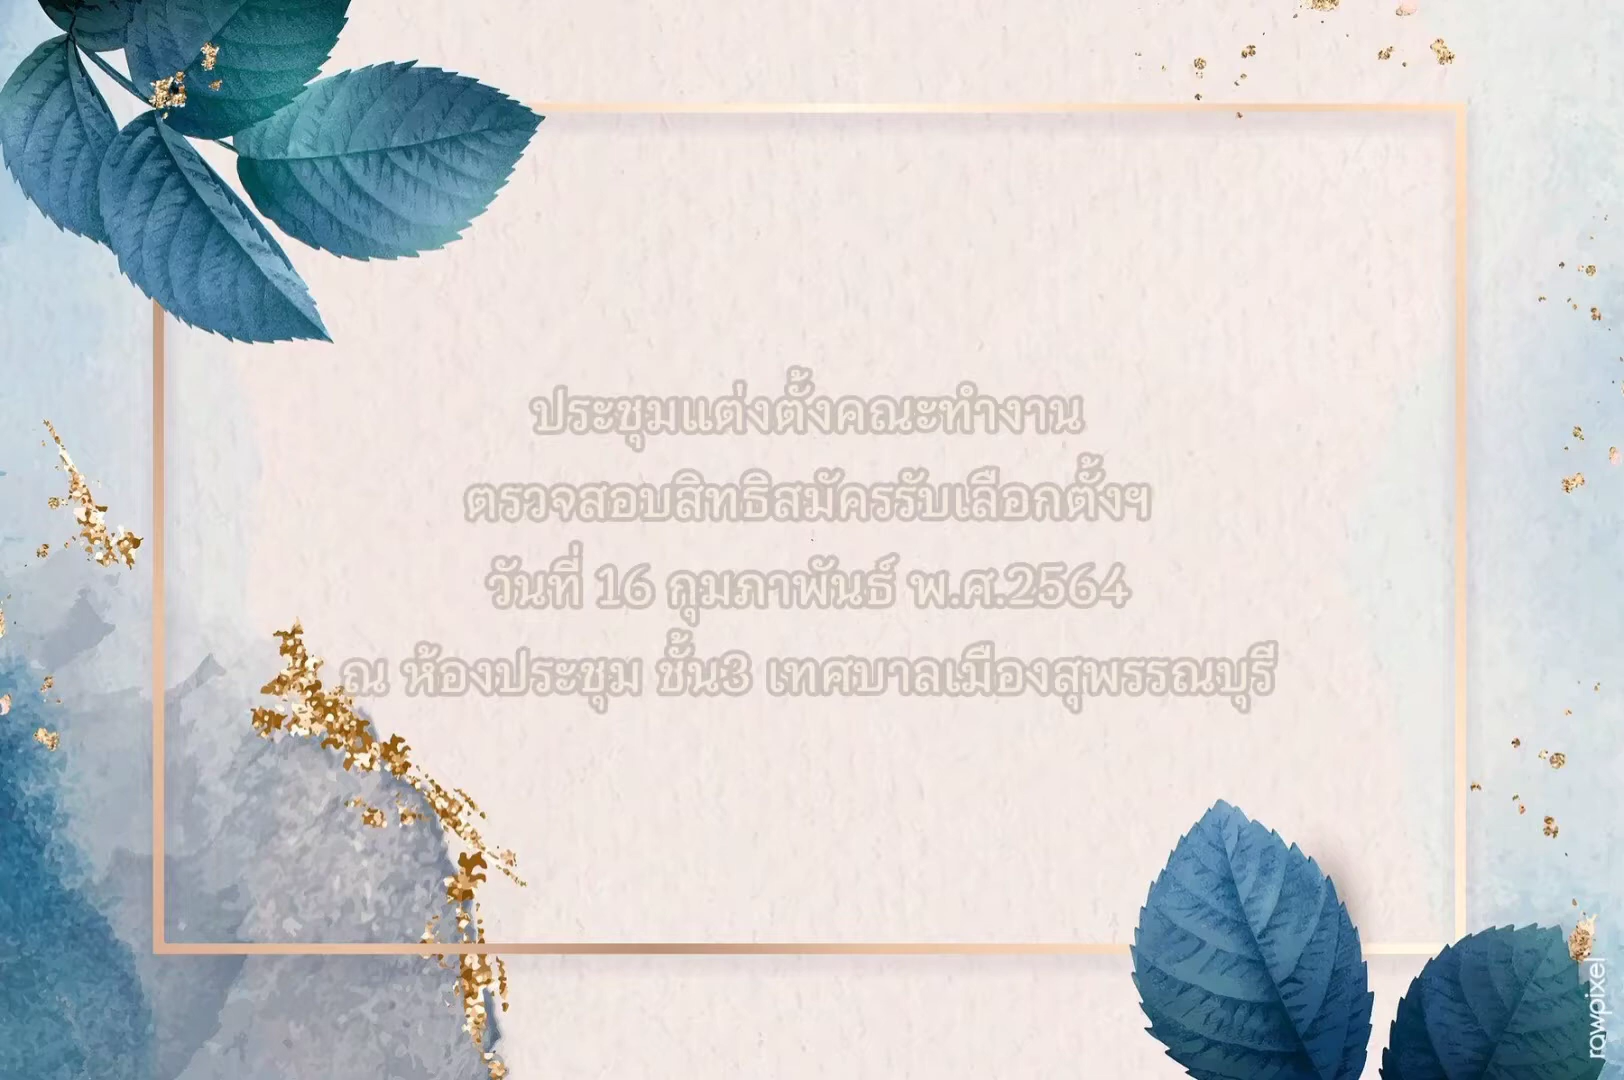 ประชุมแต่งตั้งคณะทำงาน
ตรวจสอบสิทธิสมัครรับเลือกตั้งฯ
วันที่ 16 กุมภาพันธ์ พ.ศ.2564
ณ ห้องประชุม ชั้น3 เทศบาลเมืองสุพรรณบุรี
rawpixel